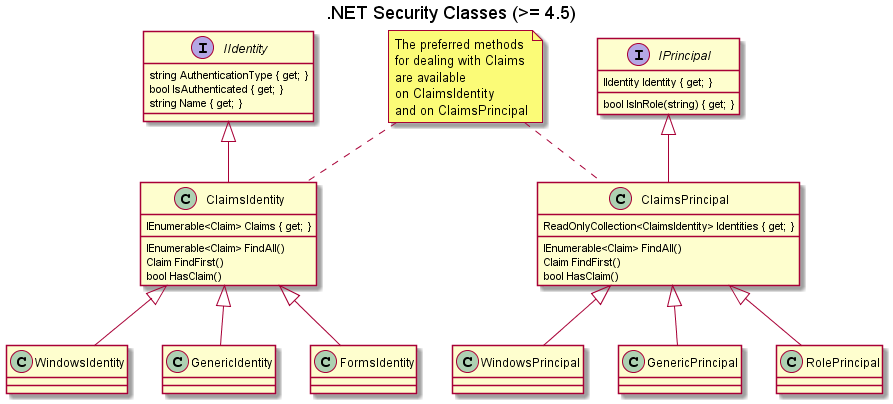 .NET Security Classes (>= 4.5)
I IIdentity
string AuthenticationType { get; }
bool IsAuthenticated { get; }
string Name { get; }
The preferred methods
for dealing with Claims
are available
on ClaimsIdentity
and on ClaimsPrincipal
I IPrincipal
IIdentity Identity { get; }
bool IsInRole(string) { get; }
C ClaimsIdentity
IEnumerable<Claim> Claims { get; }
IEnumerable<Claim> FindAll()
Claim FindFirst()
bool HasClaim()
C ClaimsPrincipal
ReadOnlyCollection<ClaimsIdentity> Identities { get; }
IEnumerable<Claim> FindAll()
Claim FindFirst()
bool HasClaim()
C WindowsIdentity
C GenericIdentity
C FormsIdentity
C WindowsPrincipal
C GenericPrincipal
C RolePrincipal